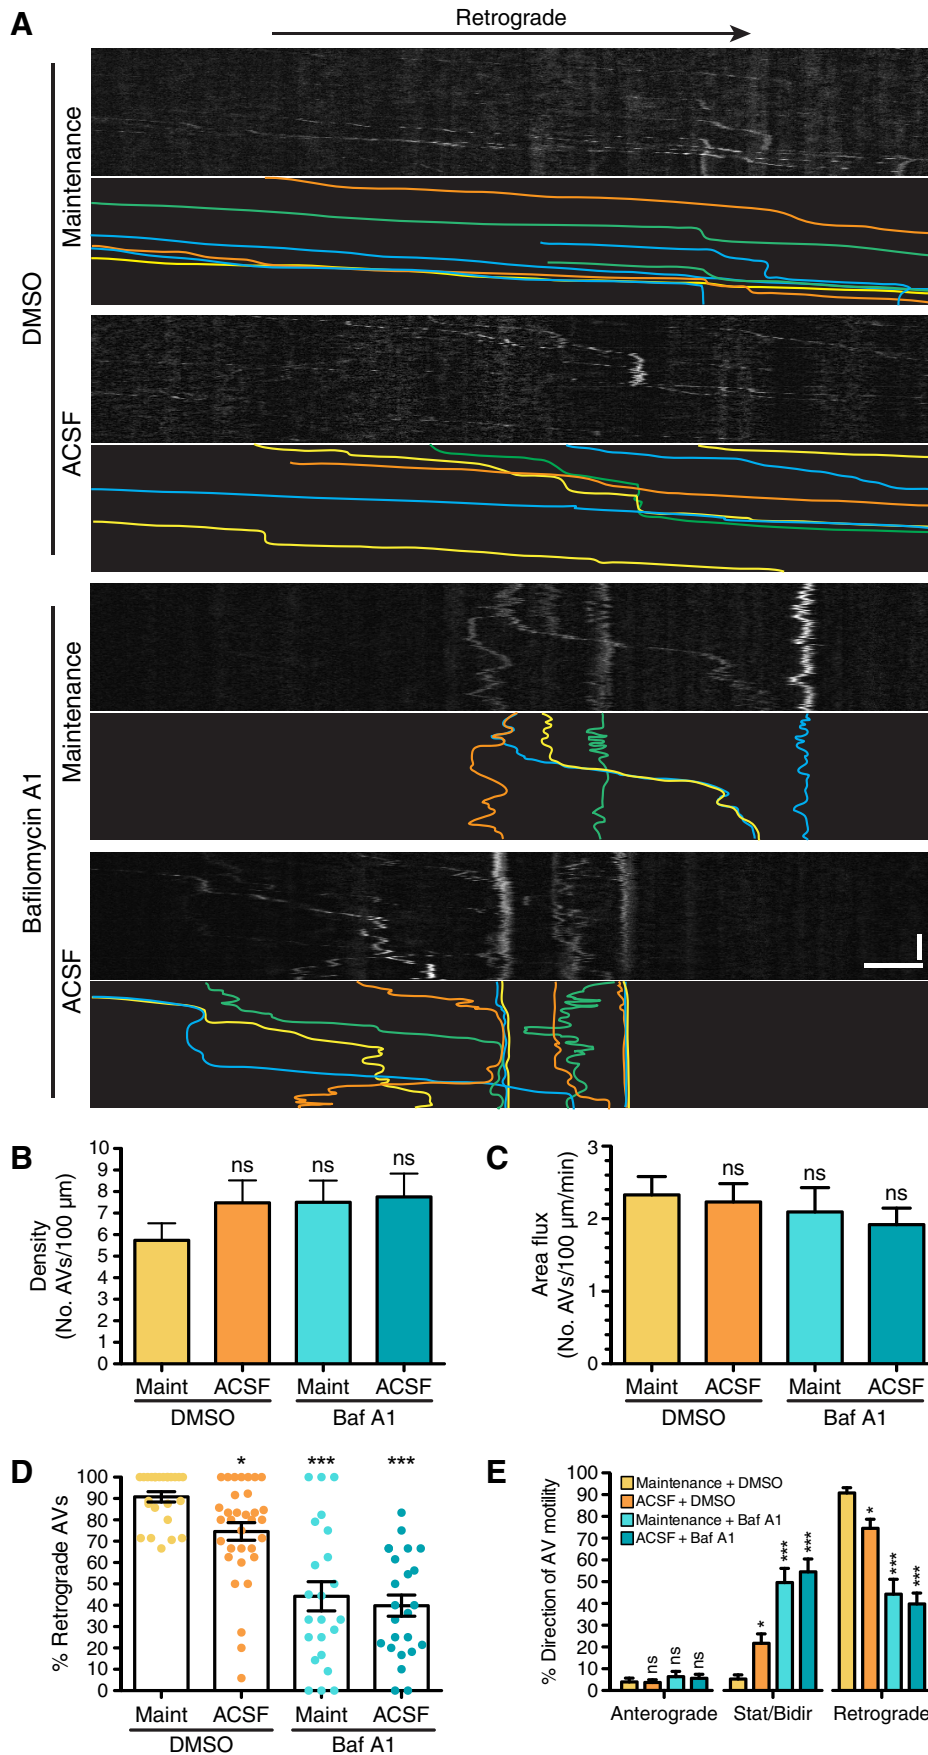 A
Retrograde
DMSO
Maintenance
ACSF
Bafilomycin A1
Maintenance
ACSF
B
Density
(No. AVs/100 µm)
10
9
8
7
6
5
4
3
2
1
0
ns
ns
ns
Maint
ACSF
Maint
ACSF
DMSO
Baf A1
C
Area flux
(No. AVs/100 µm/min)
3
2
1
0
ns
ns
ns
Maint
ACSF
Maint
ACSF
DMSO
Baf A1
D
% Retrograde AVs
100
90
80
70
60
50
40
30
20
10
0
*
***
***
Maint
ACSF
Maint
ACSF
DMSO
Baf A1
E
% Direction of AV motility
100
90
80
70
60
50
40
30
20
10
0
Maintenance + DMSO
ACSF + DMSO
Maintenance + Baf A1
ACSF + Baf A1
ns
ns
ns
*
***
***
*
***
***
Anterograde
Stat/Bidir
Retrograde